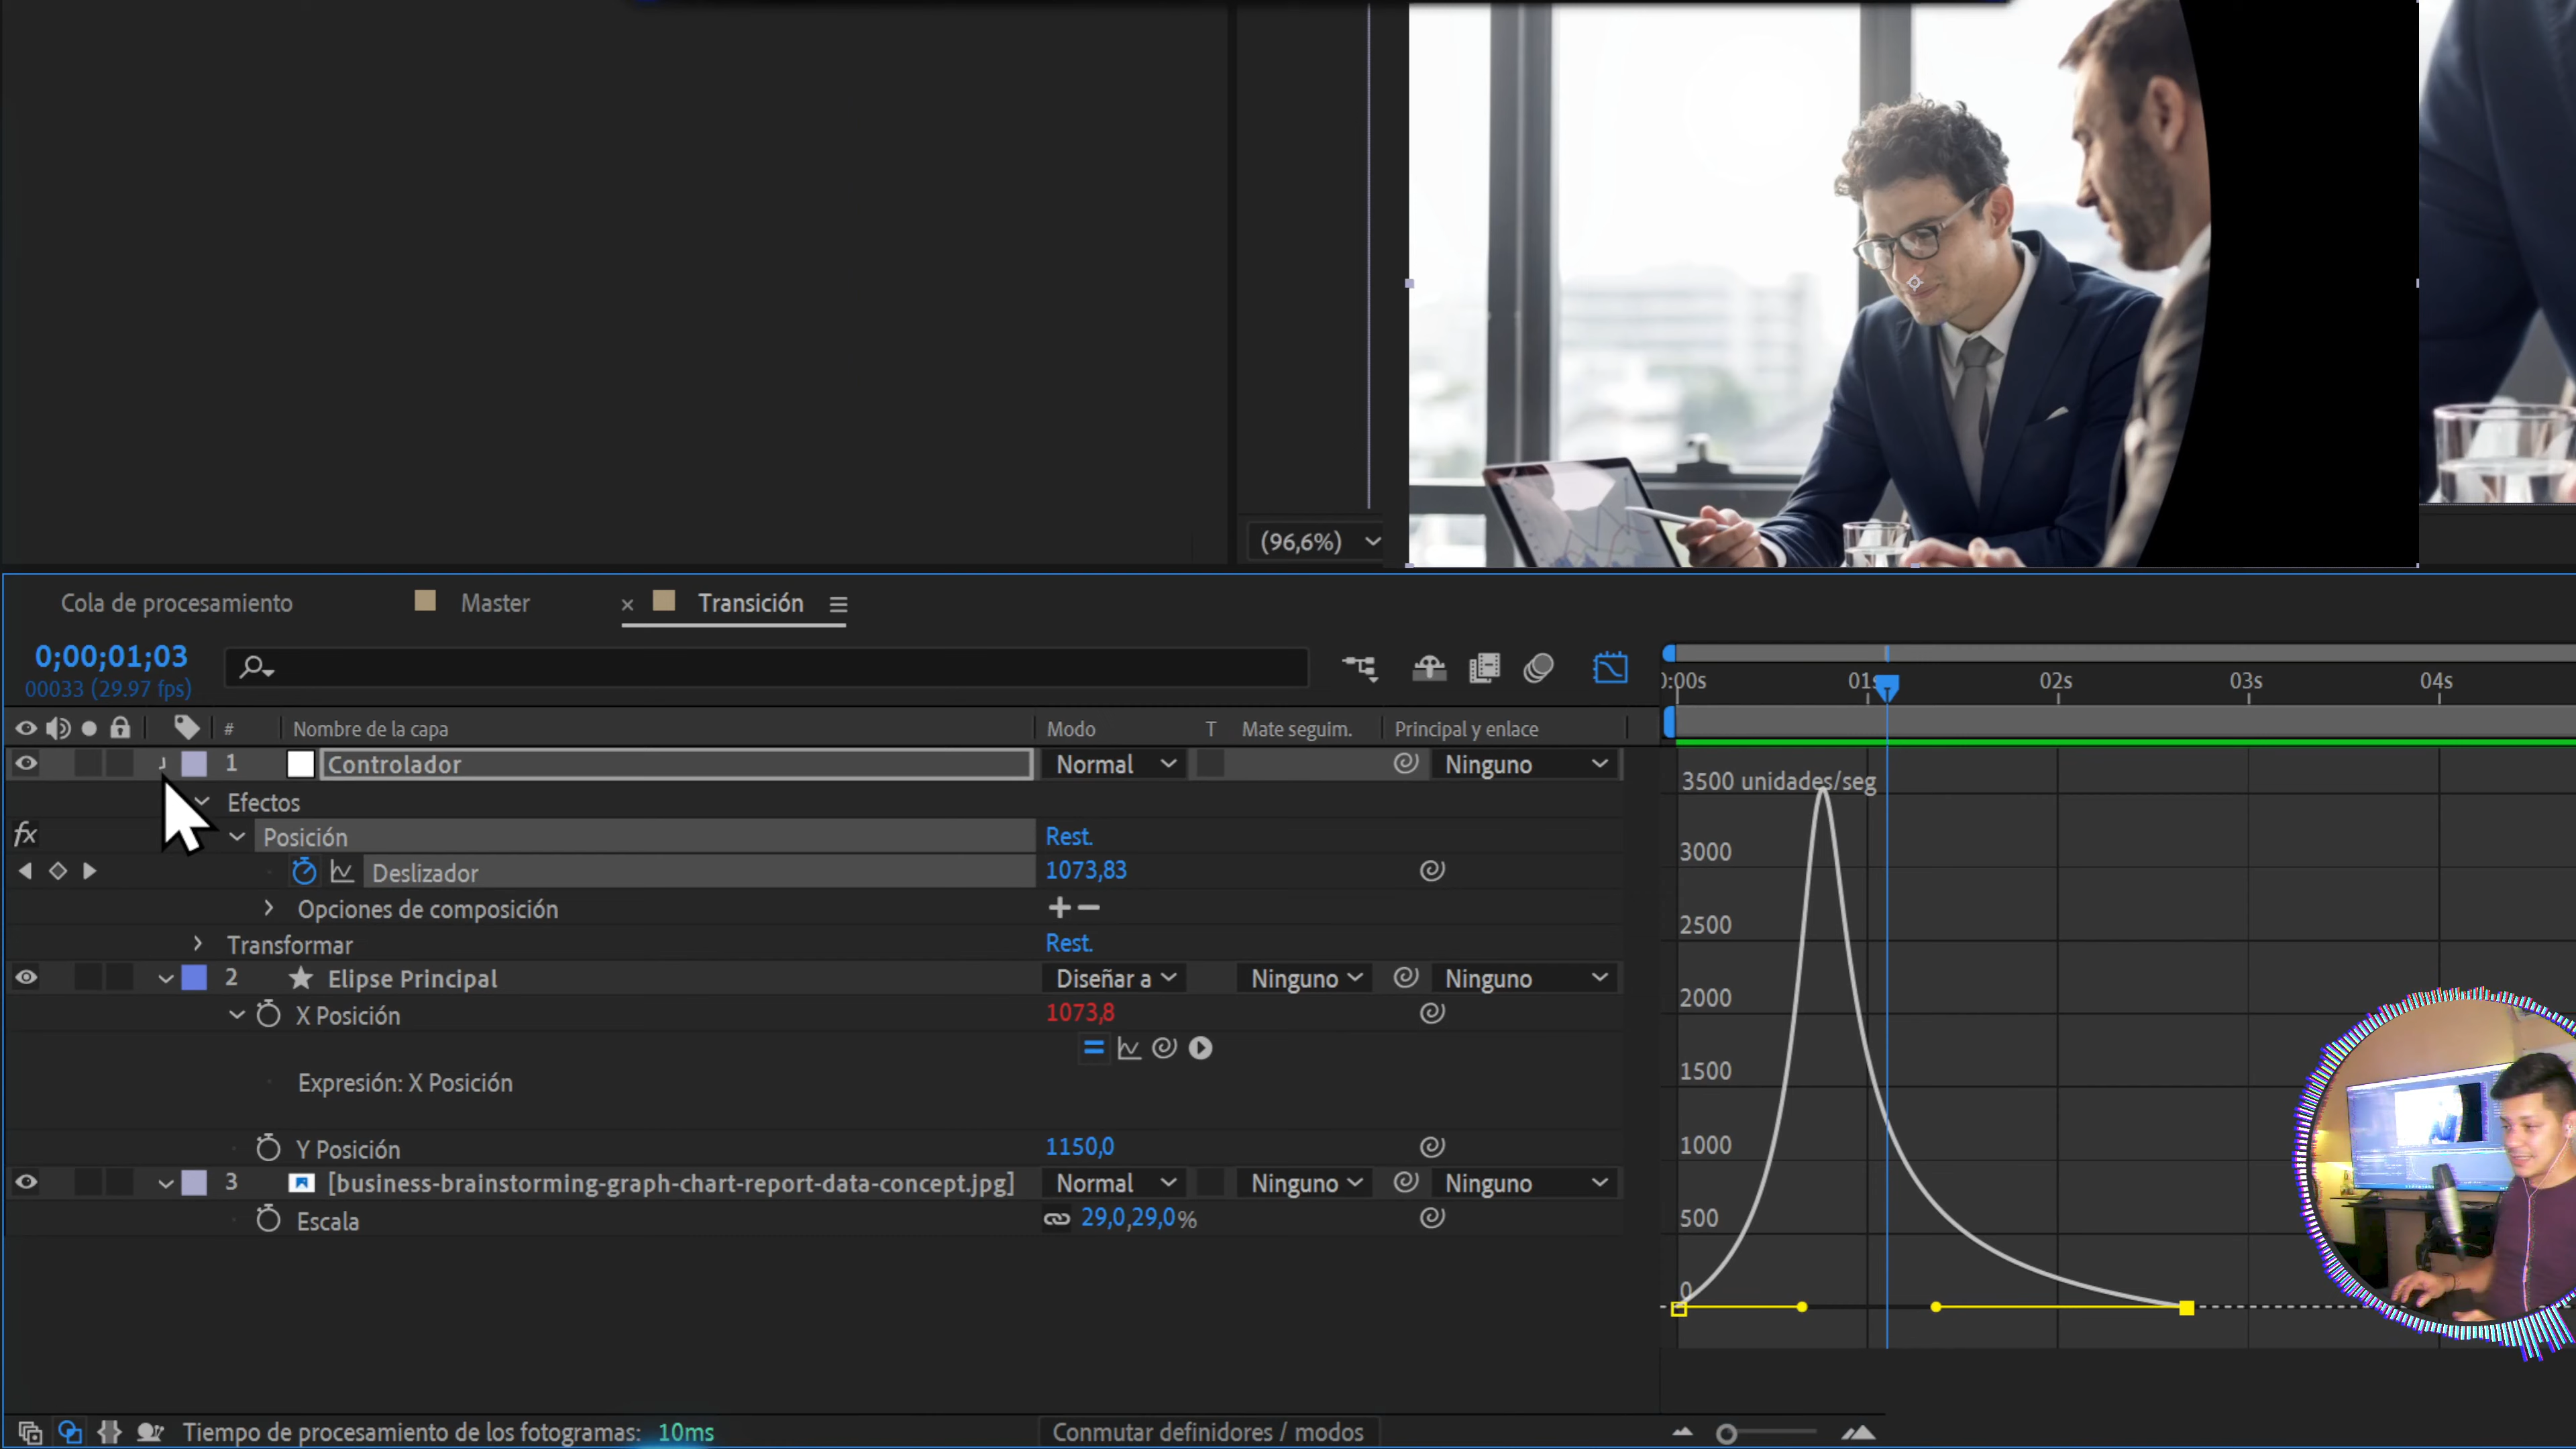 (96,6%)
Cola de procesamiento Master × Transición
0;00;01;03
00033 (29.97 fps)
0:00s 01s 02s 03s 04s
# Nombre de la capa Modo T Mate seguim. Principal y enlace
1 Controlador Normal Ninguno
Efectos
fx Posición Rest.
Deslizador 1073,83
Opciones de composición
Transformar Rest.
2 Elipse Principal Diseñar a Ninguno Ninguno
X Posición 1073,8
Expresión: X Posición
Y Posición 1150,0
3 [business-brainstorming-graph-chart-report-data-concept.jpg] Normal Ninguno Ninguno
Escala 29,0,29,0%
3500 unidades/seg
3000
2500
2000
1500
1000
500
0
Tiempo de procesamiento de los fotogramas: 10ms Conmutar definidores / modos